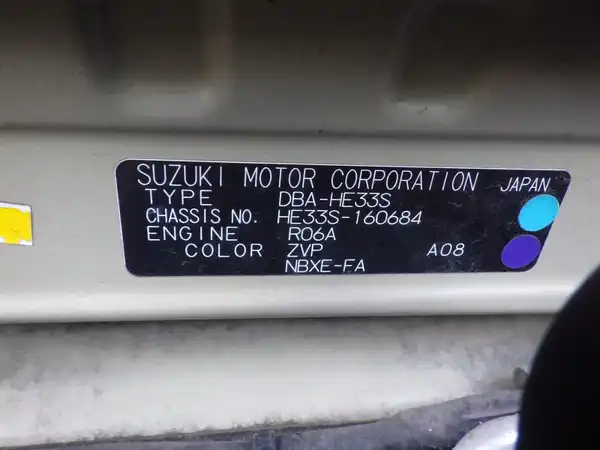 SUZUKI MOTOR CORPORATION JAPAN
TYPE DBA-HE33S
CHASSIS NO. HE33S-160684
ENGINE R06A
COLOR ZVP A08
NBXE-FA